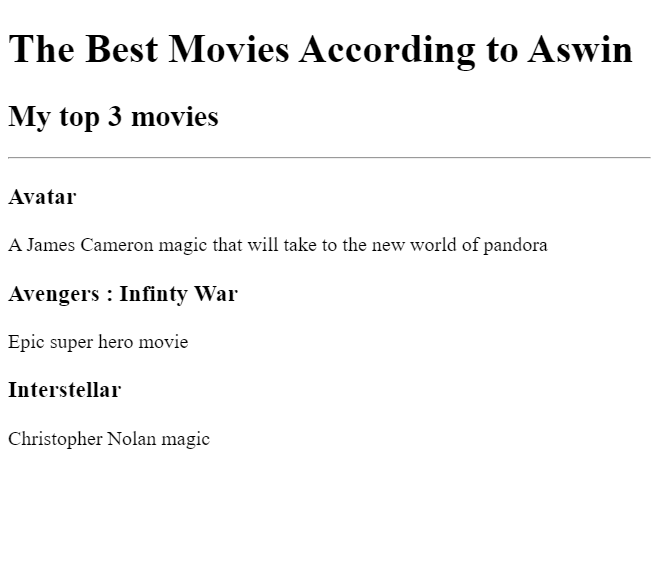 The Best Movies According to Aswin
My top 3 movies
Avatar
A James Cameron magic that will take to the new world of pandora
Avengers : Infinty War
Epic super hero movie
Interstellar
Christopher Nolan magic